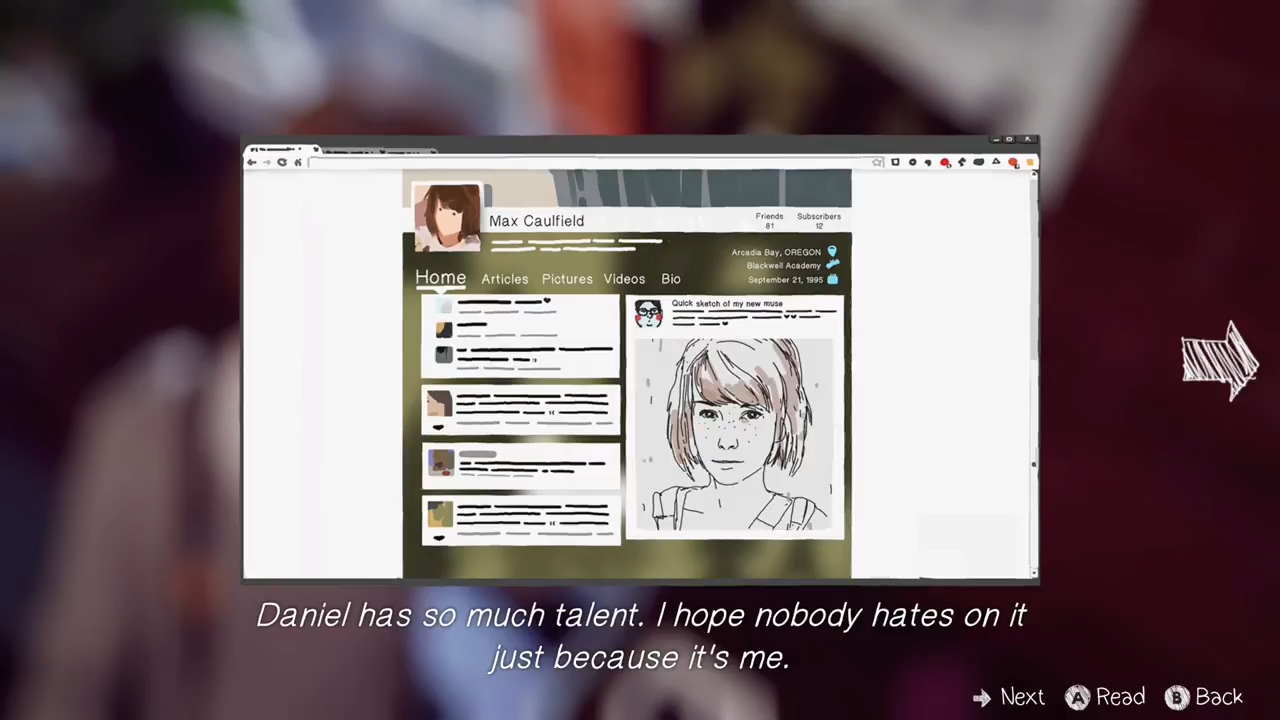 Max Caulfield
Friends
81
Subscribers
12
Arcadia Bay, OREGON
Blackwell Academy
September 21, 1995
Home Articles Pictures Videos Bio
Quick sketch of my new muse
Daniel has so much talent. I hope nobody hates on it
just because it's me.
Next A Read B Back